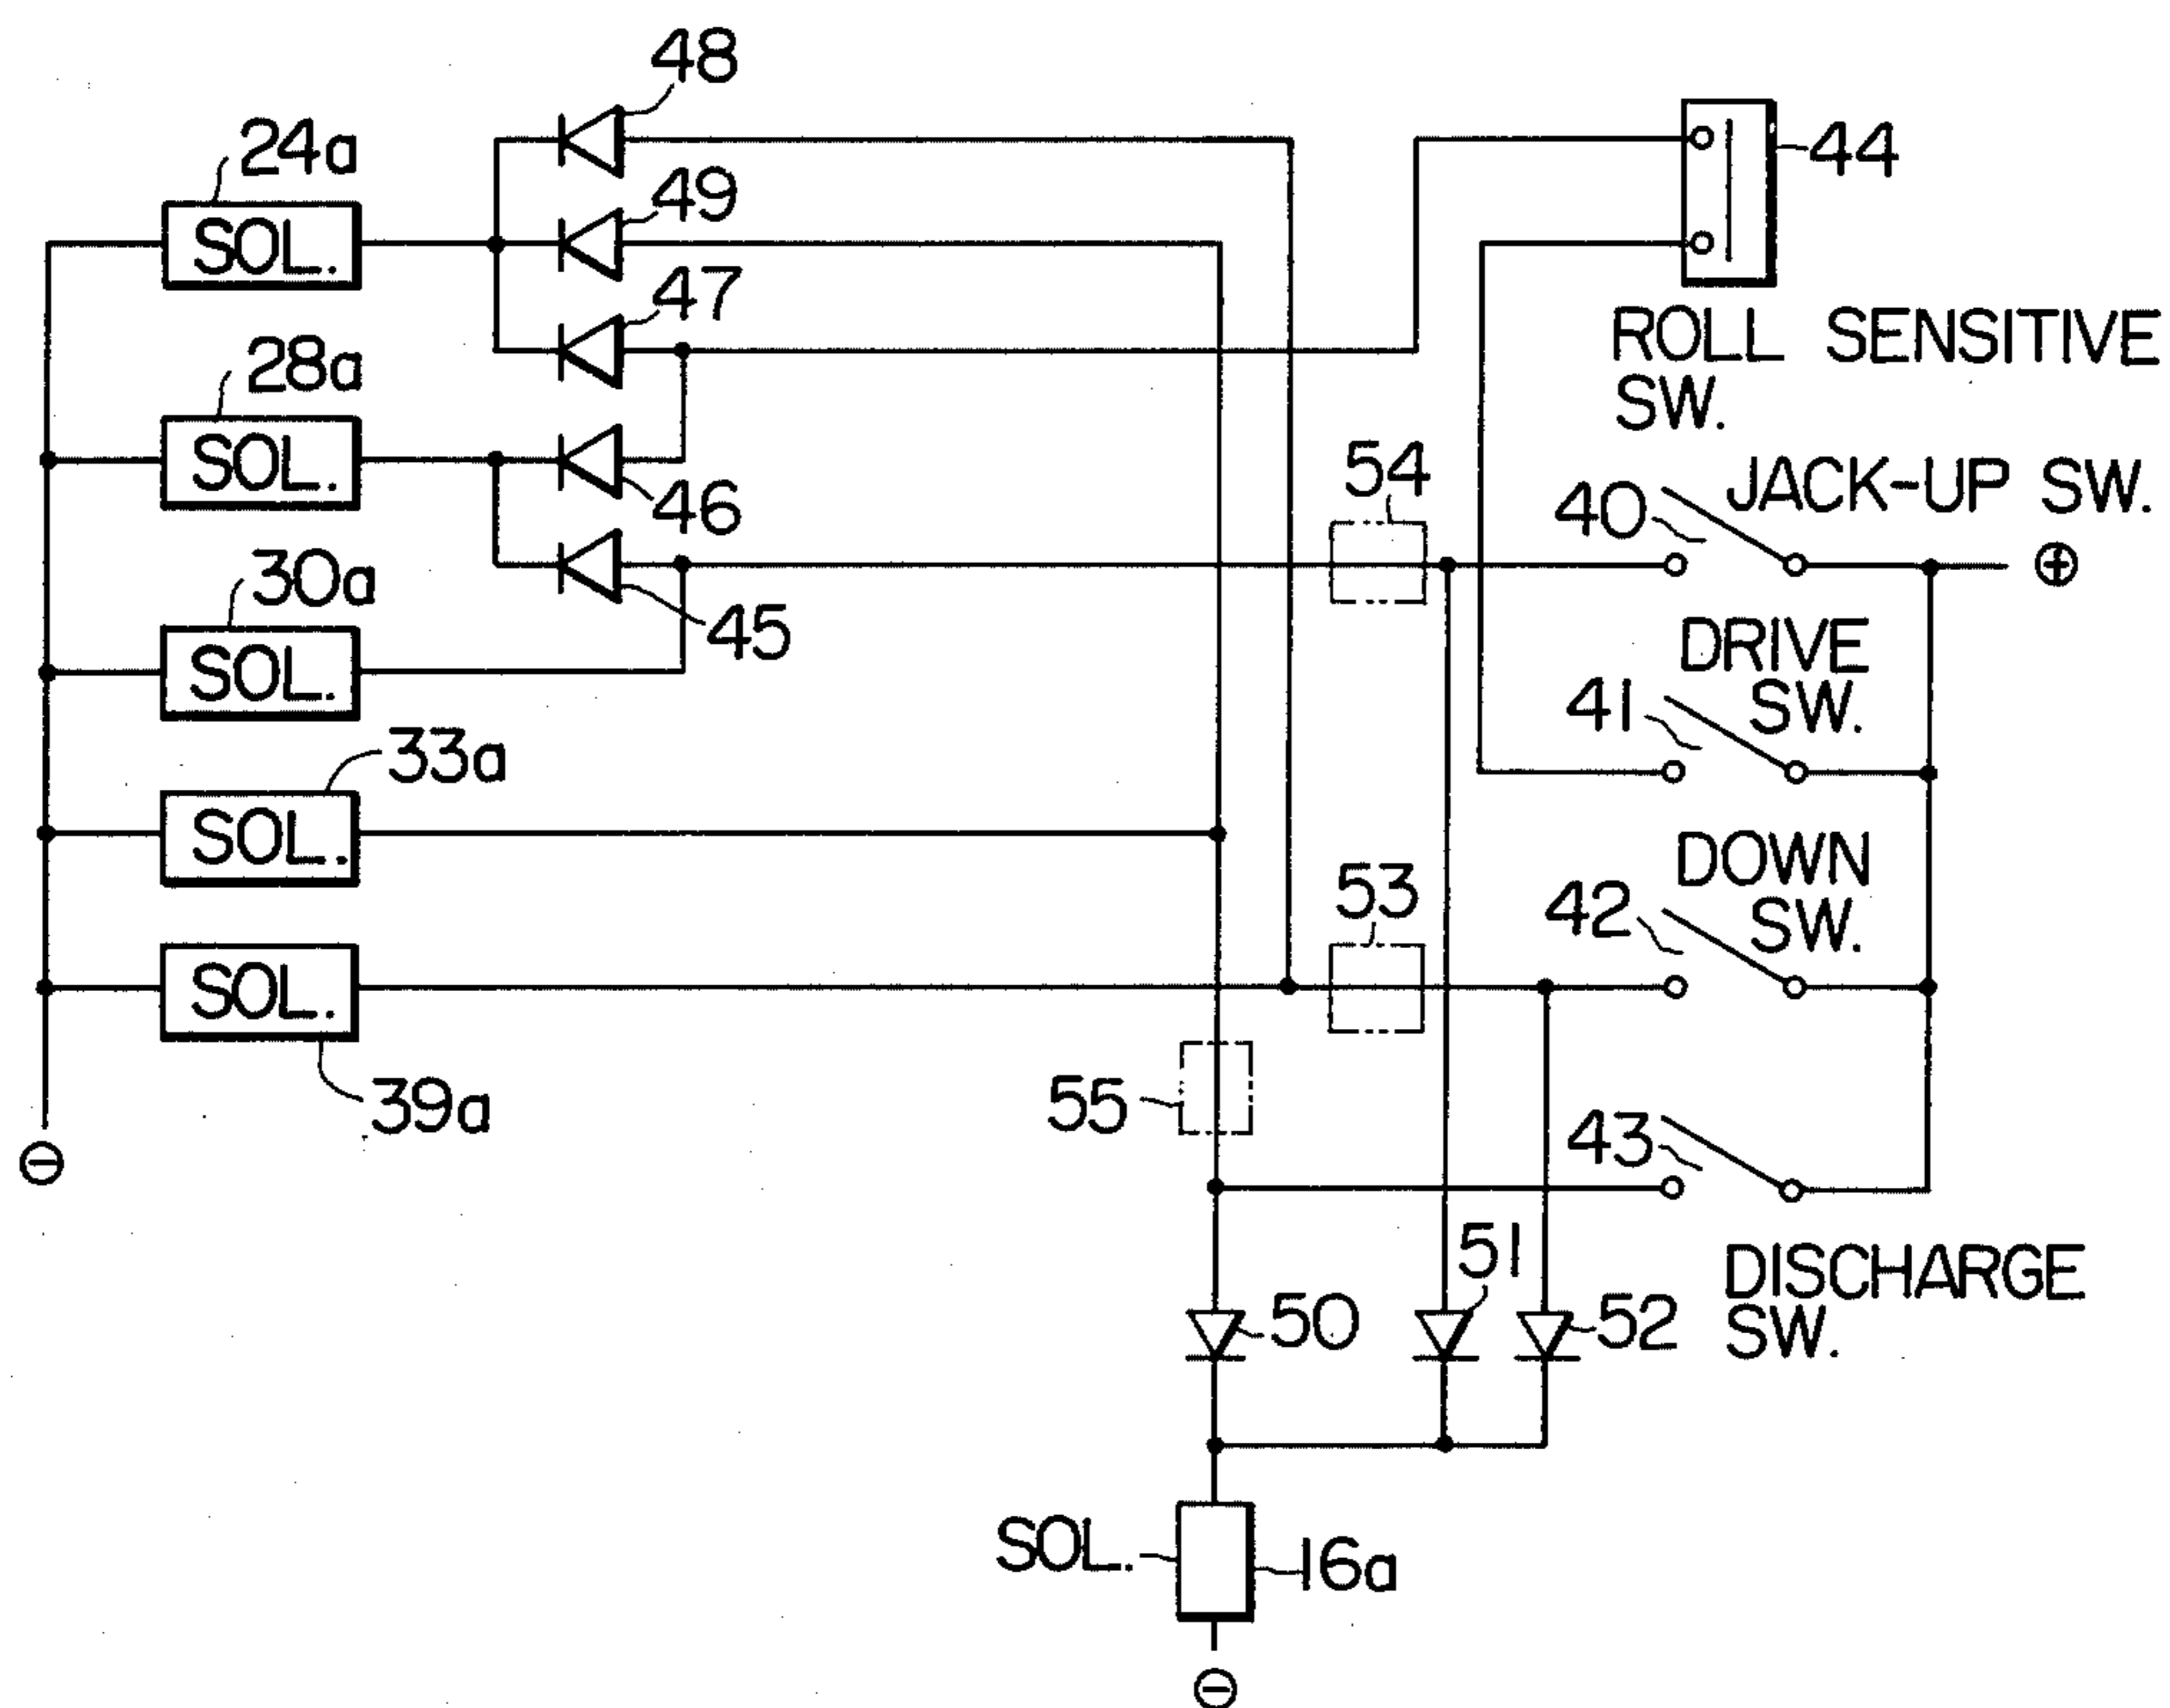 48
24a
SOL.
49
44
47
ROLL SENSITIVE
SW.
28a
SOL.
46
54
40
JACK-UP SW.
⊕
30a
SOL.
45
DRIVE
SW.
41
33a
SOL.
DOWN
SW.
53
42
SOL.
39a
55
43
⊖
51
50
52
DISCHARGE
SW.
SOL.
16a
⊖